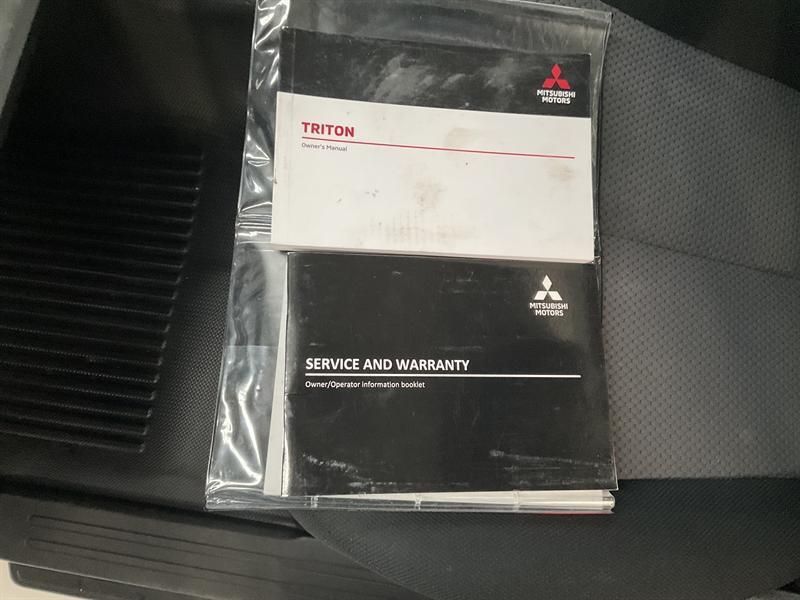 MITSUBISHI
MOTORS
TRITON
Owner's Manual
MITSUBISHI
MOTORS
SERVICE AND WARRANTY
Owner/Operator information booklet